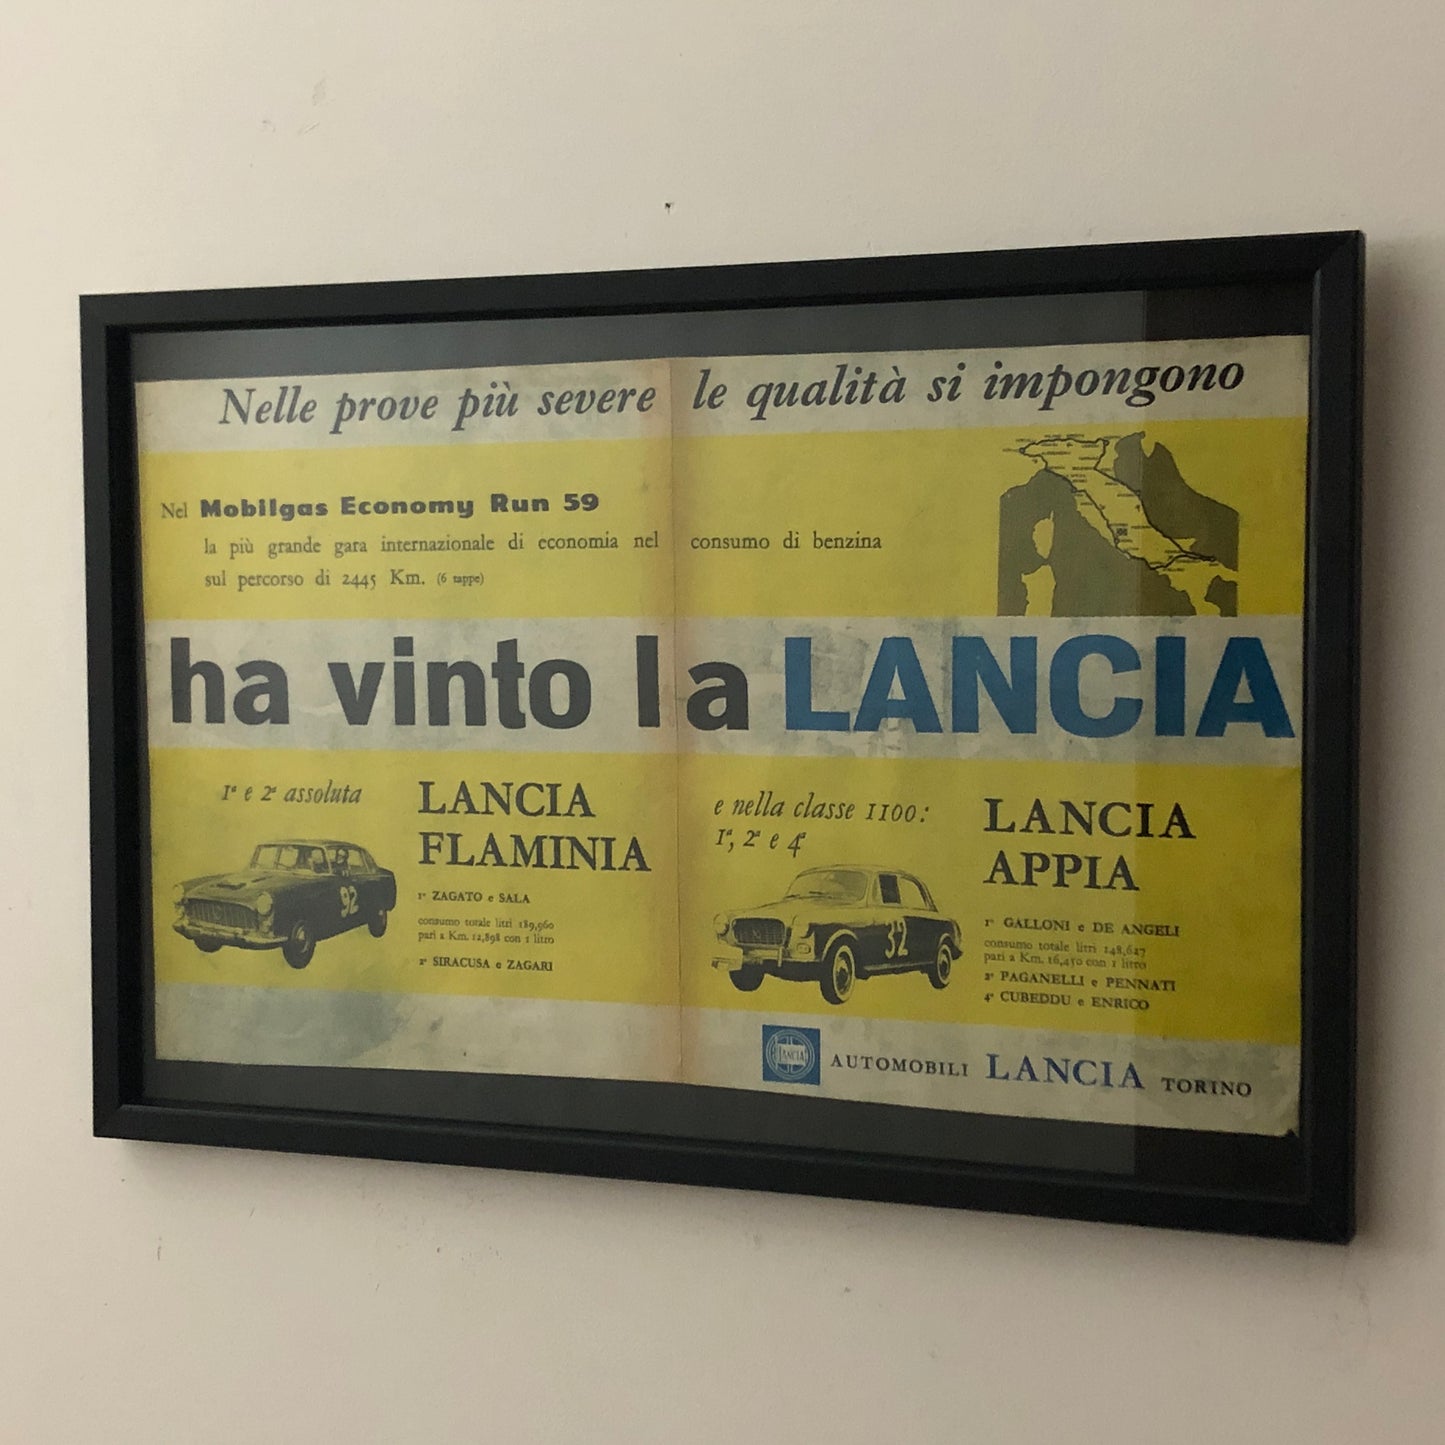 Nelle prove più severe le qualità si impongono
Nel Mobilgas Economy Run 59
la più grande gara internazionale di economia nel consumo di benzina
sul percorso di 2445 Km. (6 tappe)
ha vinto la LANCIA
1ª e 2ª assoluta
LANCIA
FLAMINIA
92
1ª ZAGATO e SALA
consumo totale litri 189,960
pari a Km. 12,898 con 1 litro
2ª SIRACUSA e ZAGARI
e nella classe 1100:
1ª, 2ª e 4ª
LANCIA
APPIA
32
1ª GALLONI e DE ANGELI
consumo totale litri 148,627
pari a Km. 16,450 con 1 litro
2ª PAGANELLI e PENNATI
4ª CUBEDDU e ENRICO
LANCIA
AUTOMOBILI LANCIA TORINO